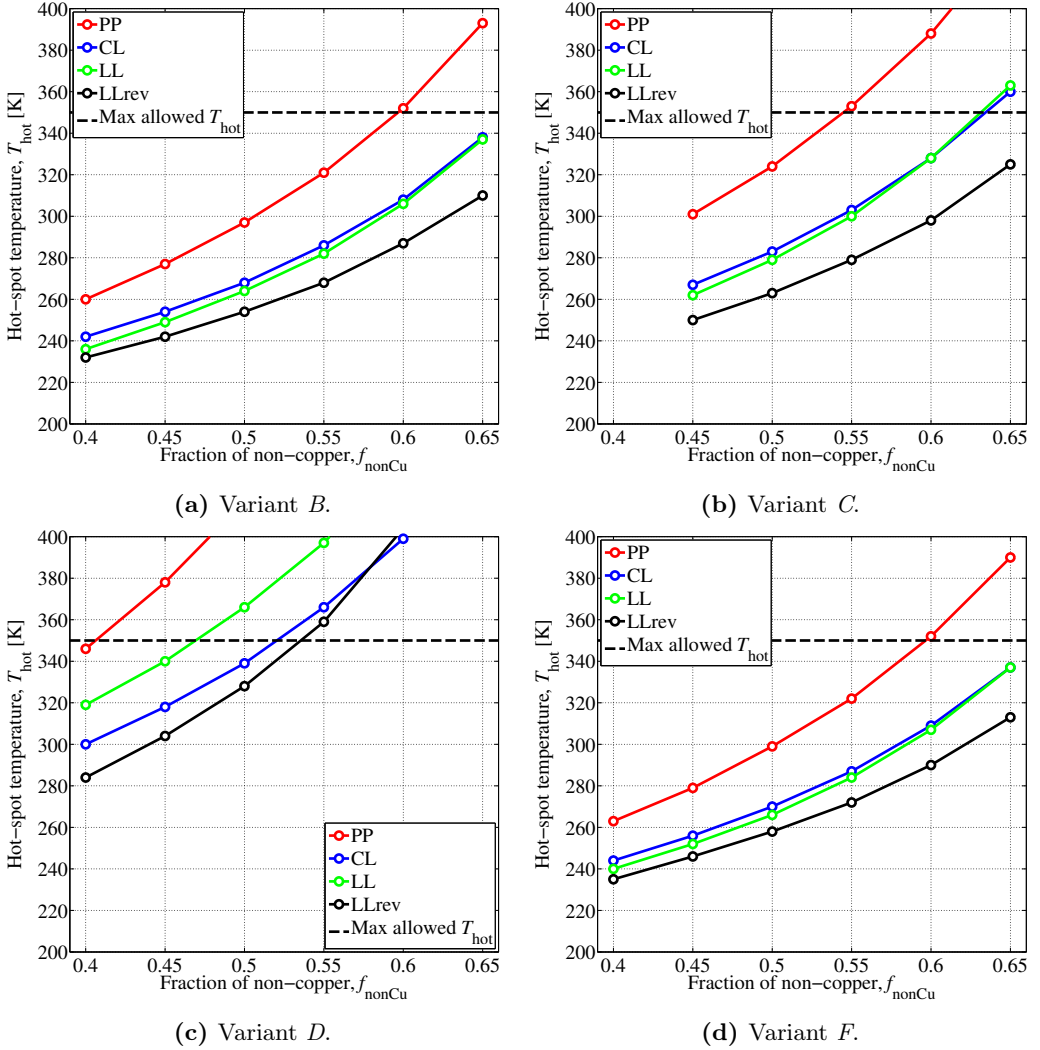 400
380
360
340
320
300
280
260
240
220
200
Hot−spot temperature, T_hot [K]
PP
CL
LL
LLrev
Max allowed T_hot
0.4 0.45 0.5 0.55 0.6 0.65
Fraction of non−copper, f_nonCu
(a) Variant B.
400
380
360
340
320
300
280
260
240
220
200
Hot−spot temperature, T_hot [K]
PP
CL
LL
LLrev
Max allowed T_hot
0.4 0.45 0.5 0.55 0.6 0.65
Fraction of non−copper, f_nonCu
(b) Variant C.
400
380
360
340
320
300
280
260
240
220
200
Hot−spot temperature, T_hot [K]
PP
CL
LL
LLrev
Max allowed T_hot
0.4 0.45 0.5 0.55 0.6 0.65
Fraction of non−copper, f_nonCu
(c) Variant D.
400
380
360
340
320
300
280
260
240
220
200
Hot−spot temperature, T_hot [K]
PP
CL
LL
LLrev
Max allowed T_hot
0.4 0.45 0.5 0.55 0.6 0.65
Fraction of non−copper, f_nonCu
(d) Variant F.